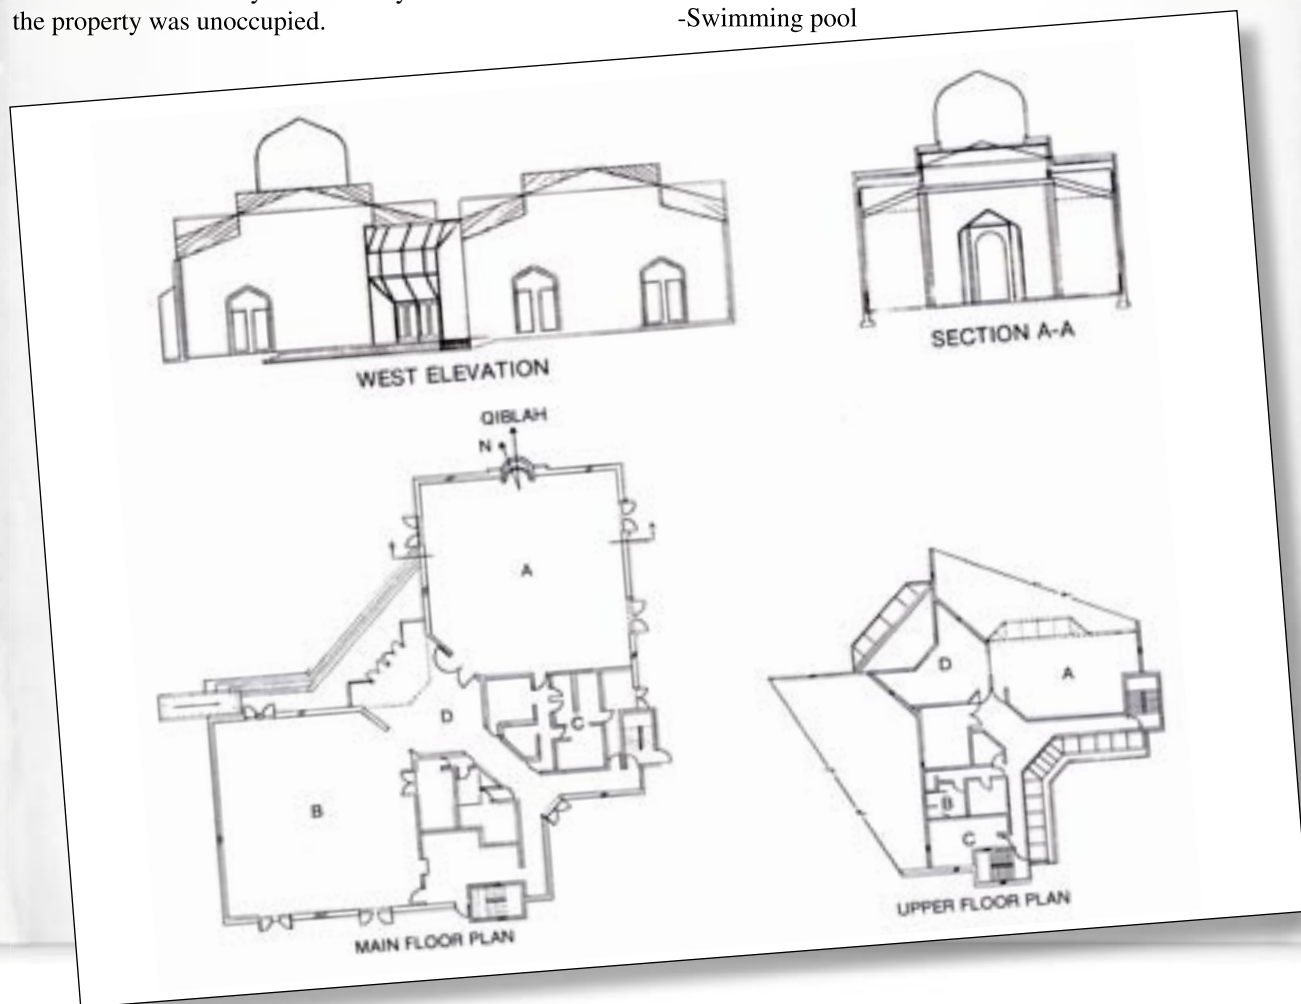 the property was unoccupied.
-Swimming pool
WEST ELEVATION
SECTION A-A
QIBLAH
N
A
D
C
B
MAIN FLOOR PLAN
D
A
B
C
UPPER FLOOR PLAN